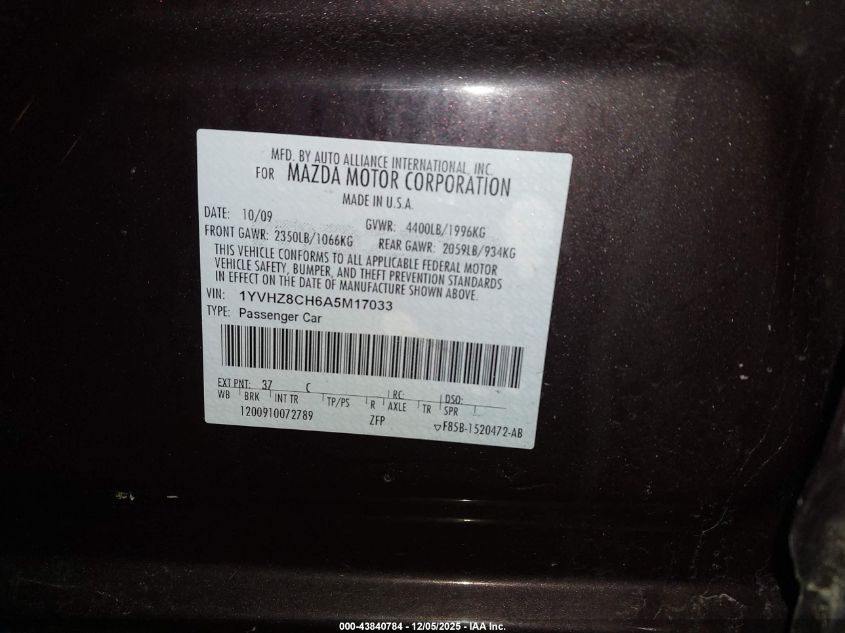 MFD. BY AUTO ALLIANCE INTERNATIONAL, INC.
FOR MAZDA MOTOR CORPORATION
MADE IN U.S.A.
DATE: 10/09 GVWR: 4400LB/1996KG
FRONT GAWR: 2350LB/1066KG REAR GAWR: 2059LB/934KG
THIS VEHICLE CONFORMS TO ALL APPLICABLE FEDERAL MOTOR
VEHICLE SAFETY, BUMPER, AND THEFT PREVENTION STANDARDS
IN EFFECT ON THE DATE OF MANUFACTURE SHOWN ABOVE.
VIN: 1YVHZ8CH6A5M17033
TYPE: Passenger Car
EXT PNT: 37 C RC: DSO:
WB BRK INT TR TP/PS R AXLE TR SPR
1200910072789 ZFP ▽F85B-1520472-AB
000-43840784 - 12/05/2025 - IAA Inc.